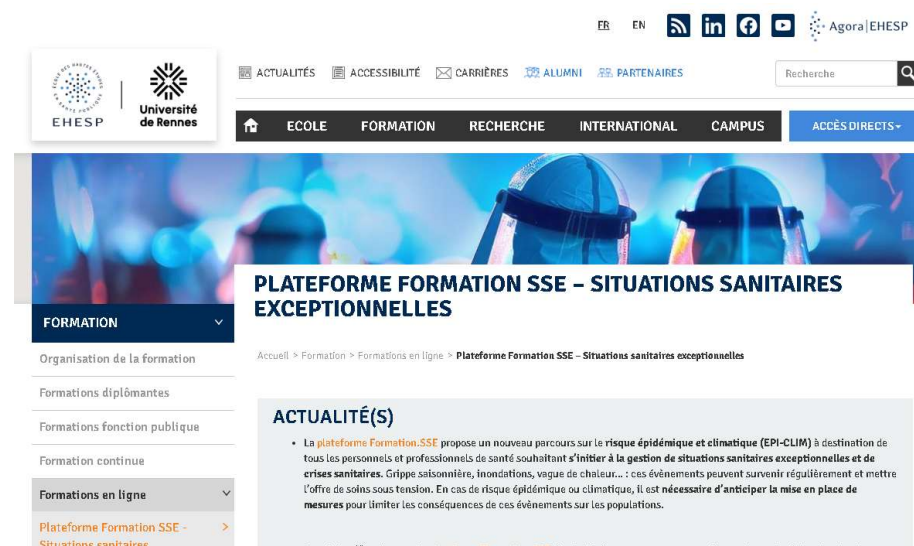 FR EN Agora|EHESP
ÉCOLE DES HAUTES ÉTUDES EN SANTÉ PUBLIQUE
EHESP
Université
de Rennes
ACTUALITÉS ACCESSIBILITÉ CARRIÈRES ALUMNI PARTENAIRES
Recherche
ECOLE FORMATION RECHERCHE INTERNATIONAL CAMPUS ACCÈS DIRECTS
PLATEFORME FORMATION SSE – SITUATIONS SANITAIRES
EXCEPTIONNELLES
FORMATION
Organisation de la formation
Formations diplômantes
Formations fonction publique
Formation continue
Formations en ligne
Plateforme Formation SSE -
Situations sanitaires
Accueil > Formation > Formations en ligne > Plateforme Formation SSE – Situations sanitaires exceptionnelles
ACTUALITÉ(S)
• La plateforme Formation.SSE propose un nouveau parcours sur le risque épidémique et climatique (EPI-CLIM) à destination de
tous les personnels et professionnels de santé souhaitant s'initier à la gestion de situations sanitaires exceptionnelles et de
crises sanitaires. Grippe saisonnière, inondations, vague de chaleur... : ces évènements peuvent survenir régulièrement et mettre
l'offre de soins sous tension. En cas de risque épidémique ou climatique, il est nécessaire d'anticiper la mise en place de
mesures pour limiter les conséquences de ces évènements sur les populations.